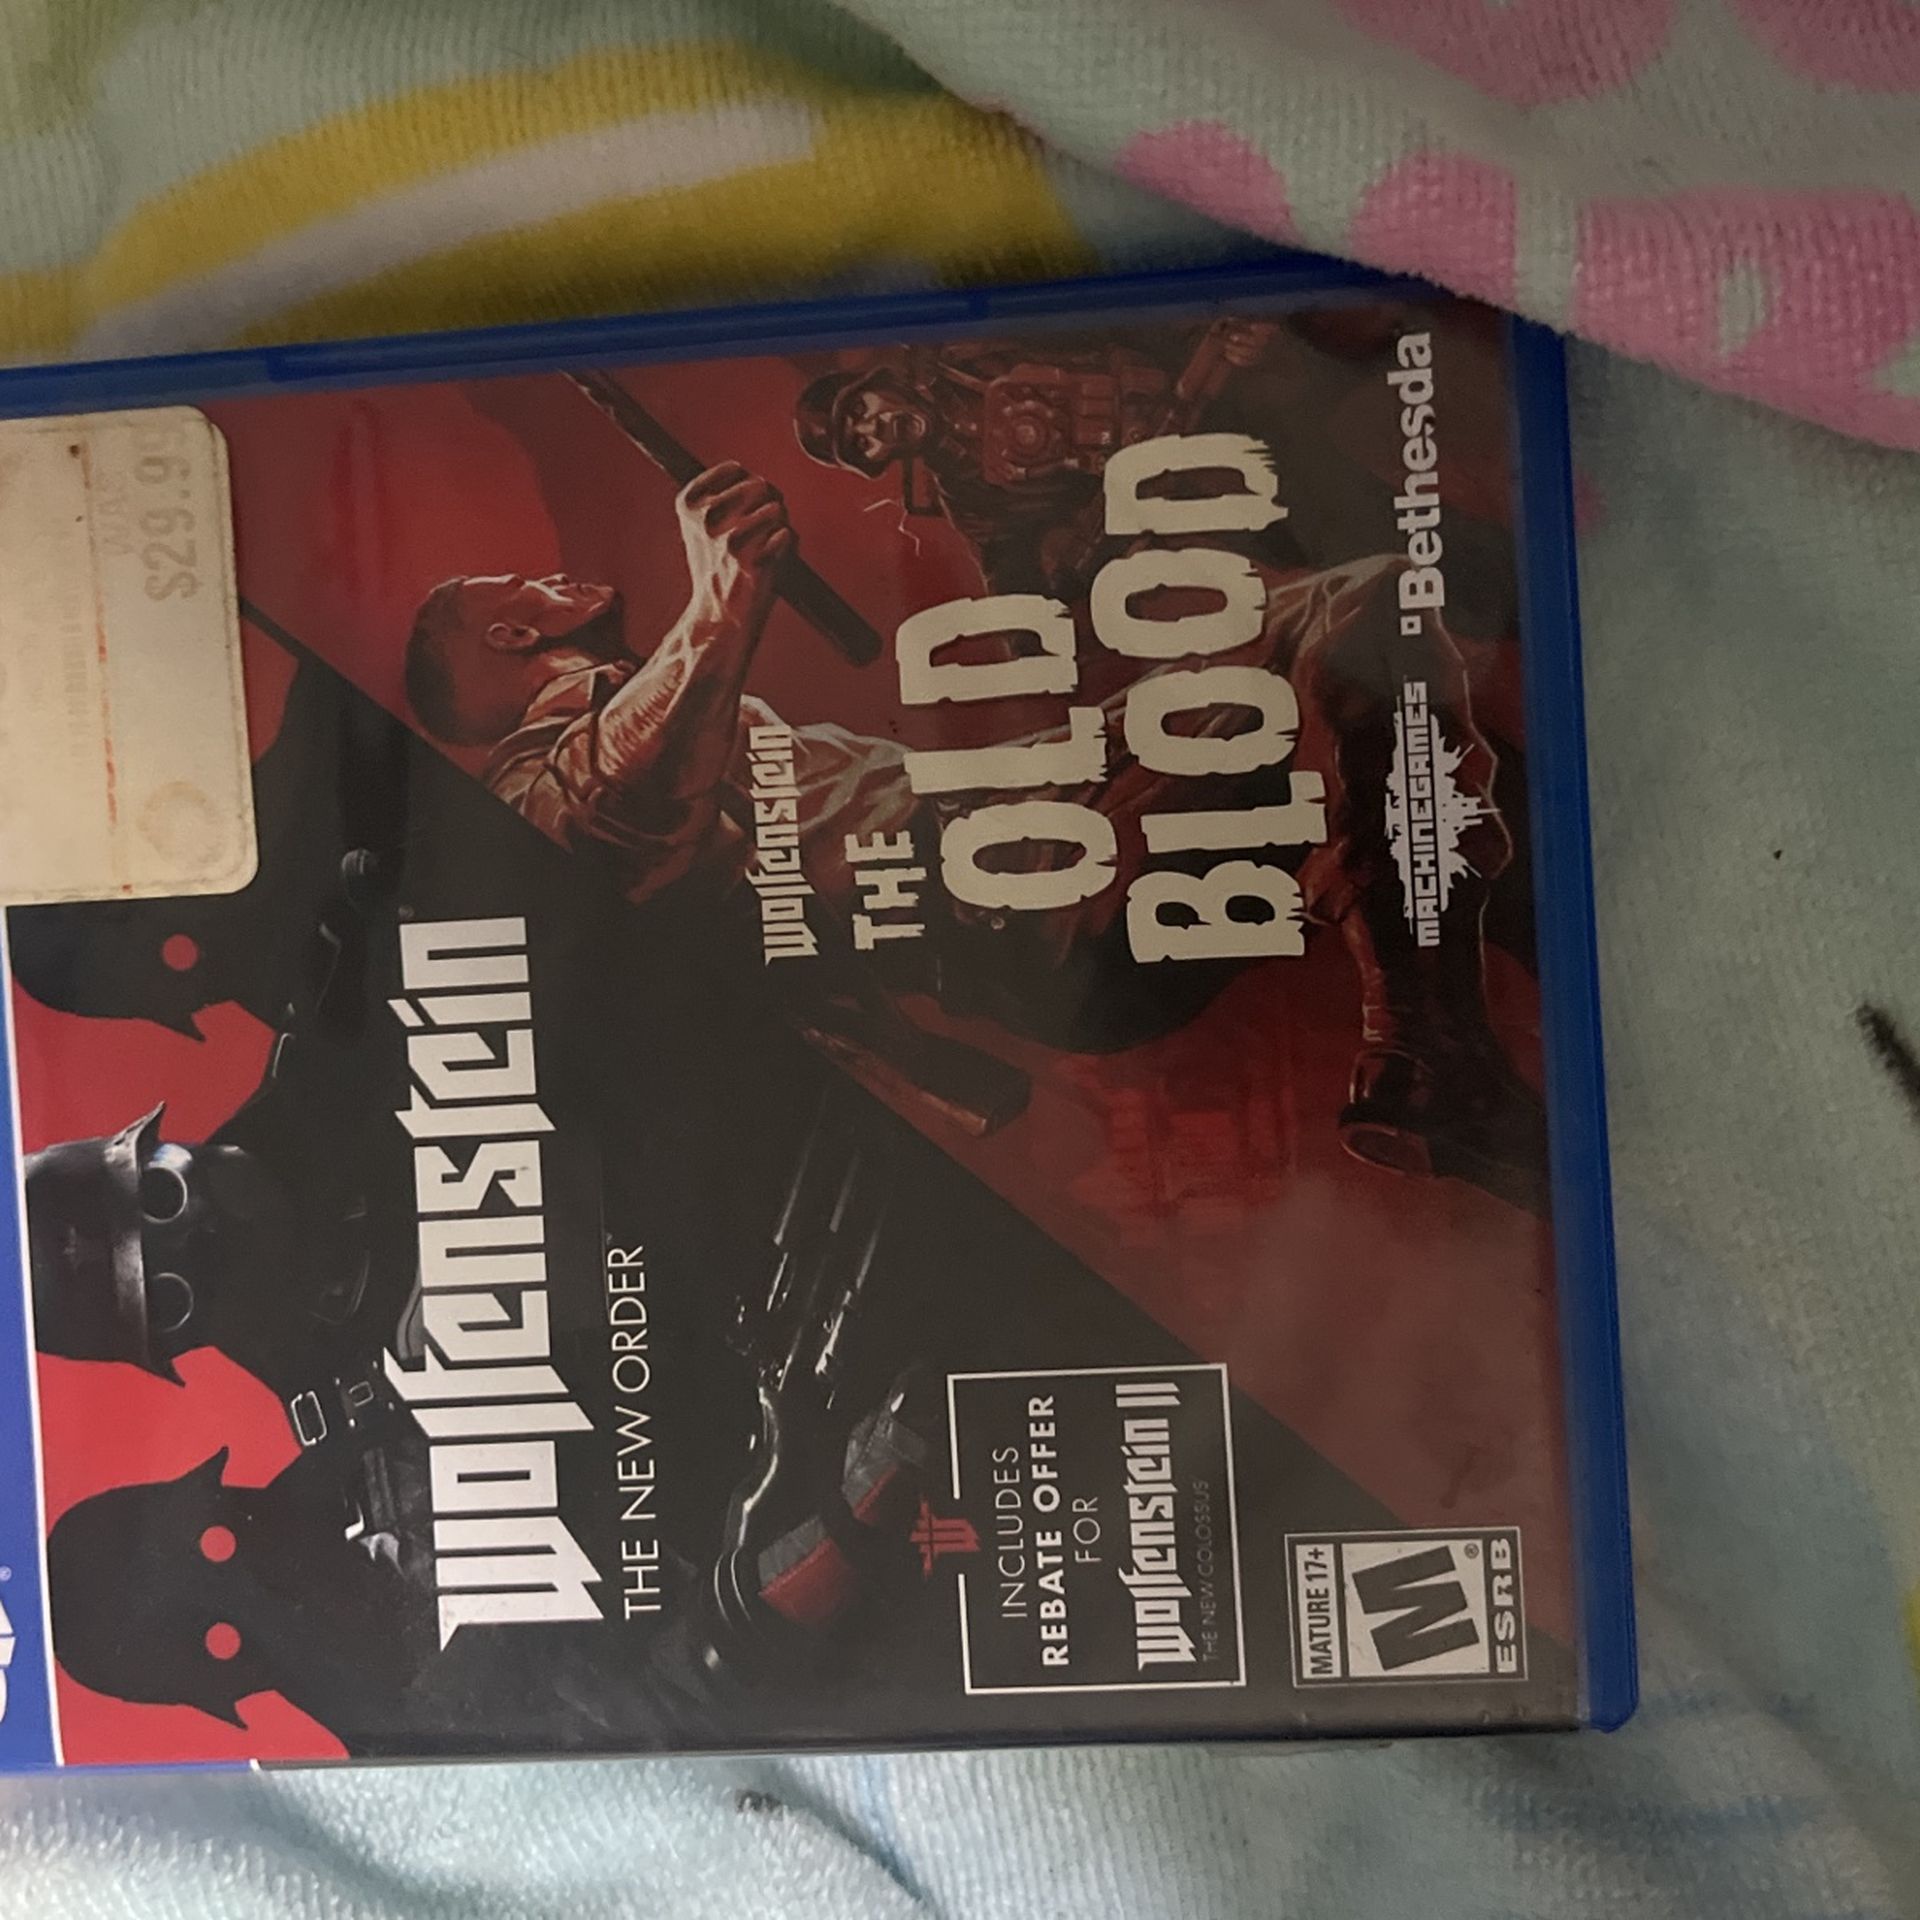 $29.9
Wolfenstein
THE NEW ORDER
Wolfenstein
THE
OLD
BLOOD
INCLUDES
REBATE OFFER
FOR
Wolfenstein II
THE NEW COLOSSUS
MATURE 17+
M
ESRB
MACHINEGAMES
Bethesda